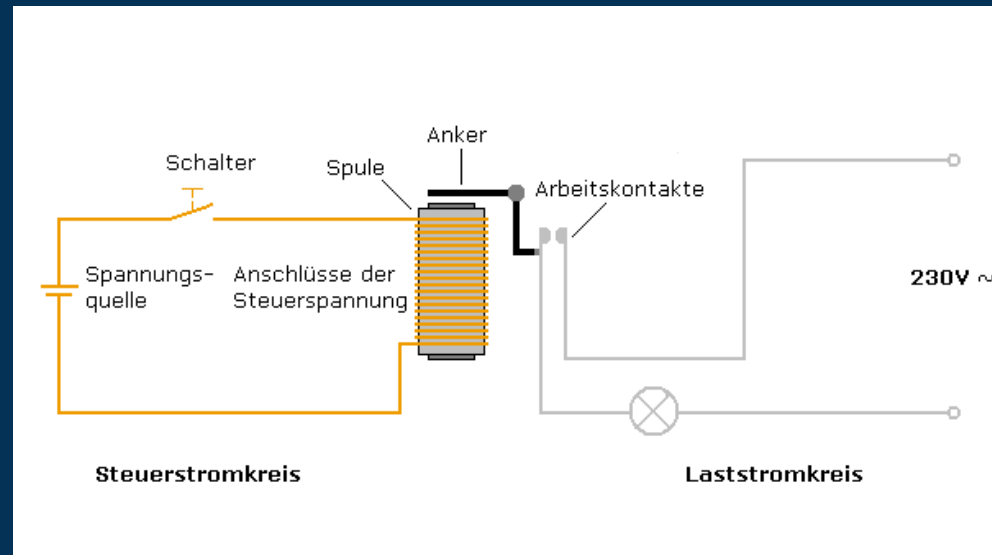 Anker
Schalter
Spule
Arbeitskontakte
Spannungs-
quelle
Anschlüsse der
Steuerspannung
230V ~
Steuerstromkreis
Laststromkreis